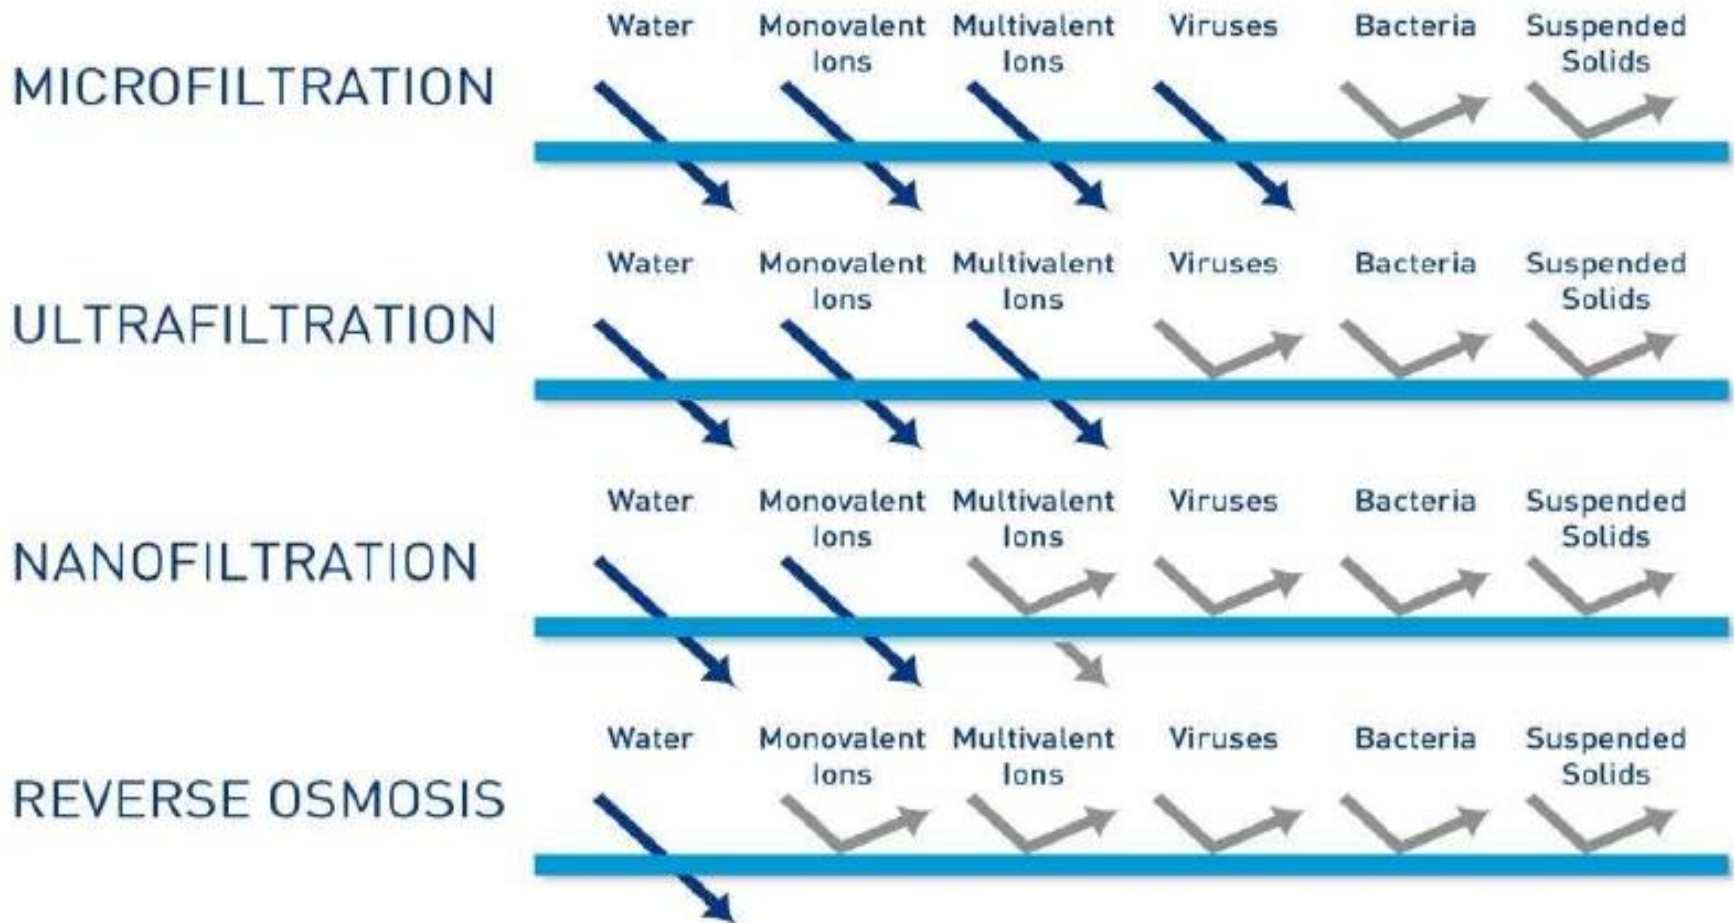 Water Monovalent Multivalent Viruses Bacteria Suspended
Ions Ions Solids
MICROFILTRATION
Water Monovalent Multivalent Viruses Bacteria Suspended
Ions Ions Solids
ULTRAFILTRATION
Water Monovalent Multivalent Viruses Bacteria Suspended
Ions Ions Solids
NANOFILTRATION
Water Monovalent Multivalent Viruses Bacteria Suspended
Ions Ions Solids
REVERSE OSMOSIS